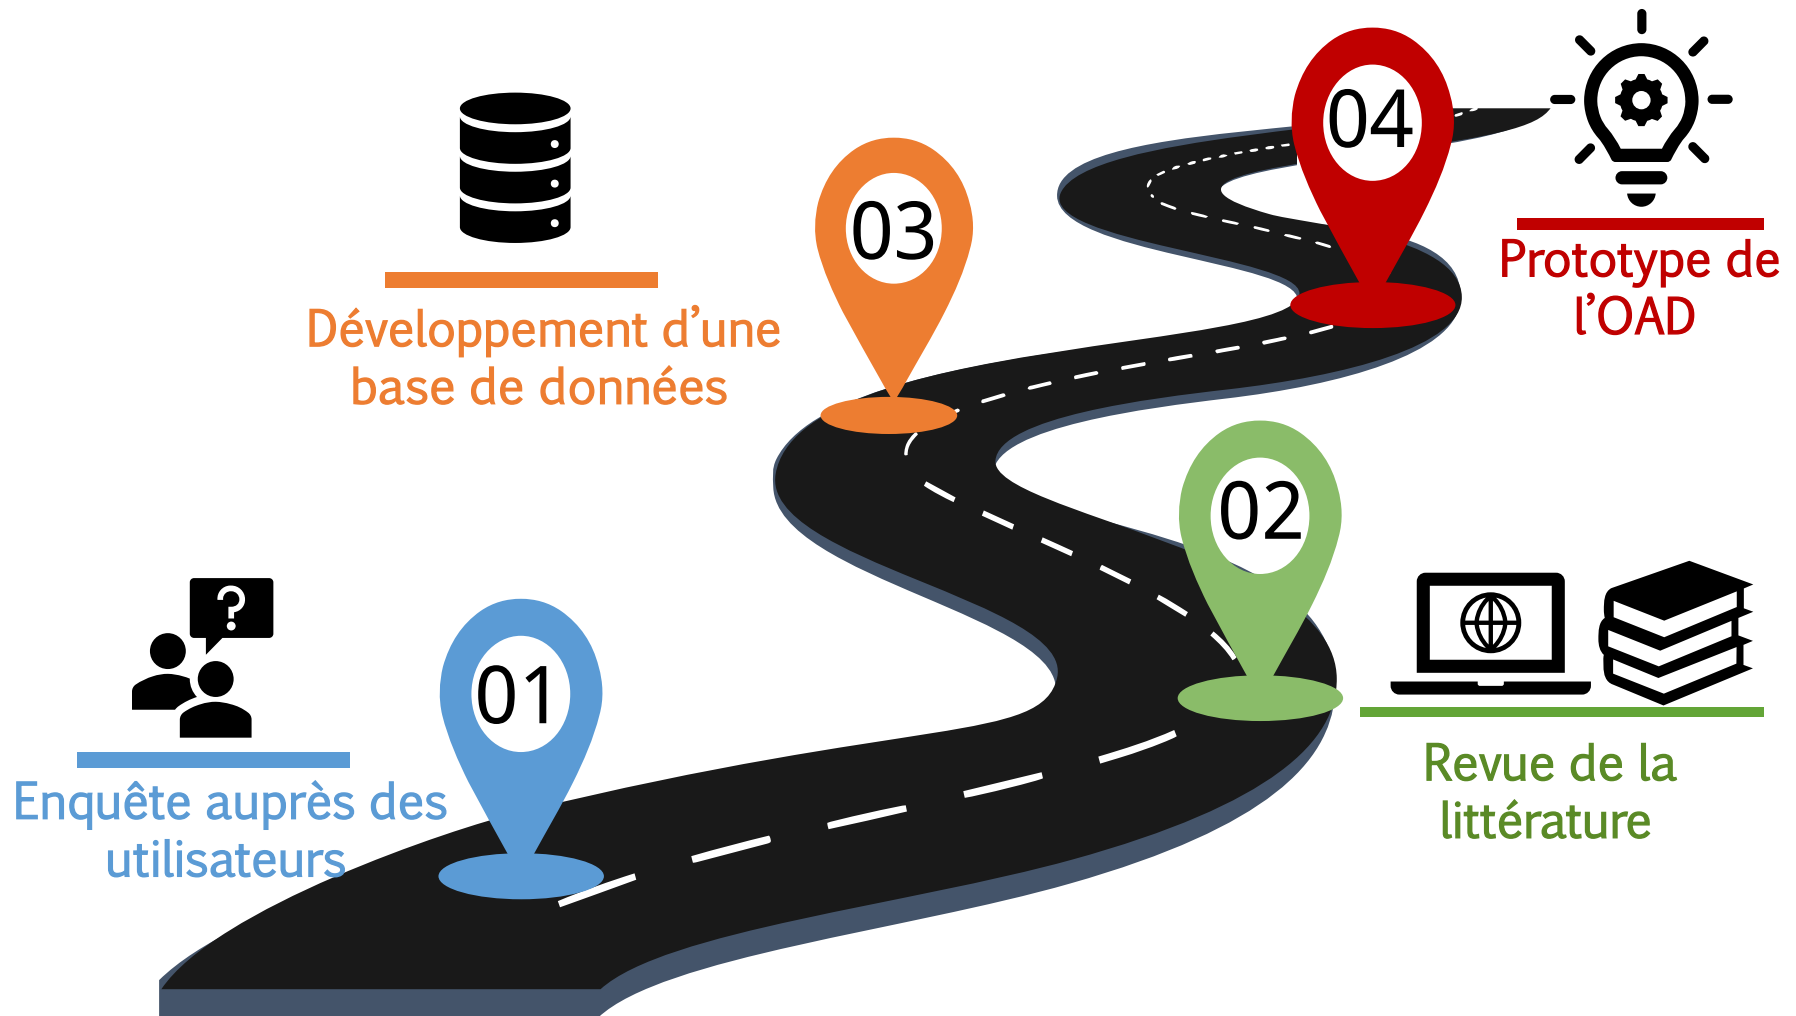 01
Enquête auprès des
utilisateurs
?
02
Revue de la
littérature
03
Développement d’une
base de données
04
Prototype de
l’OAD